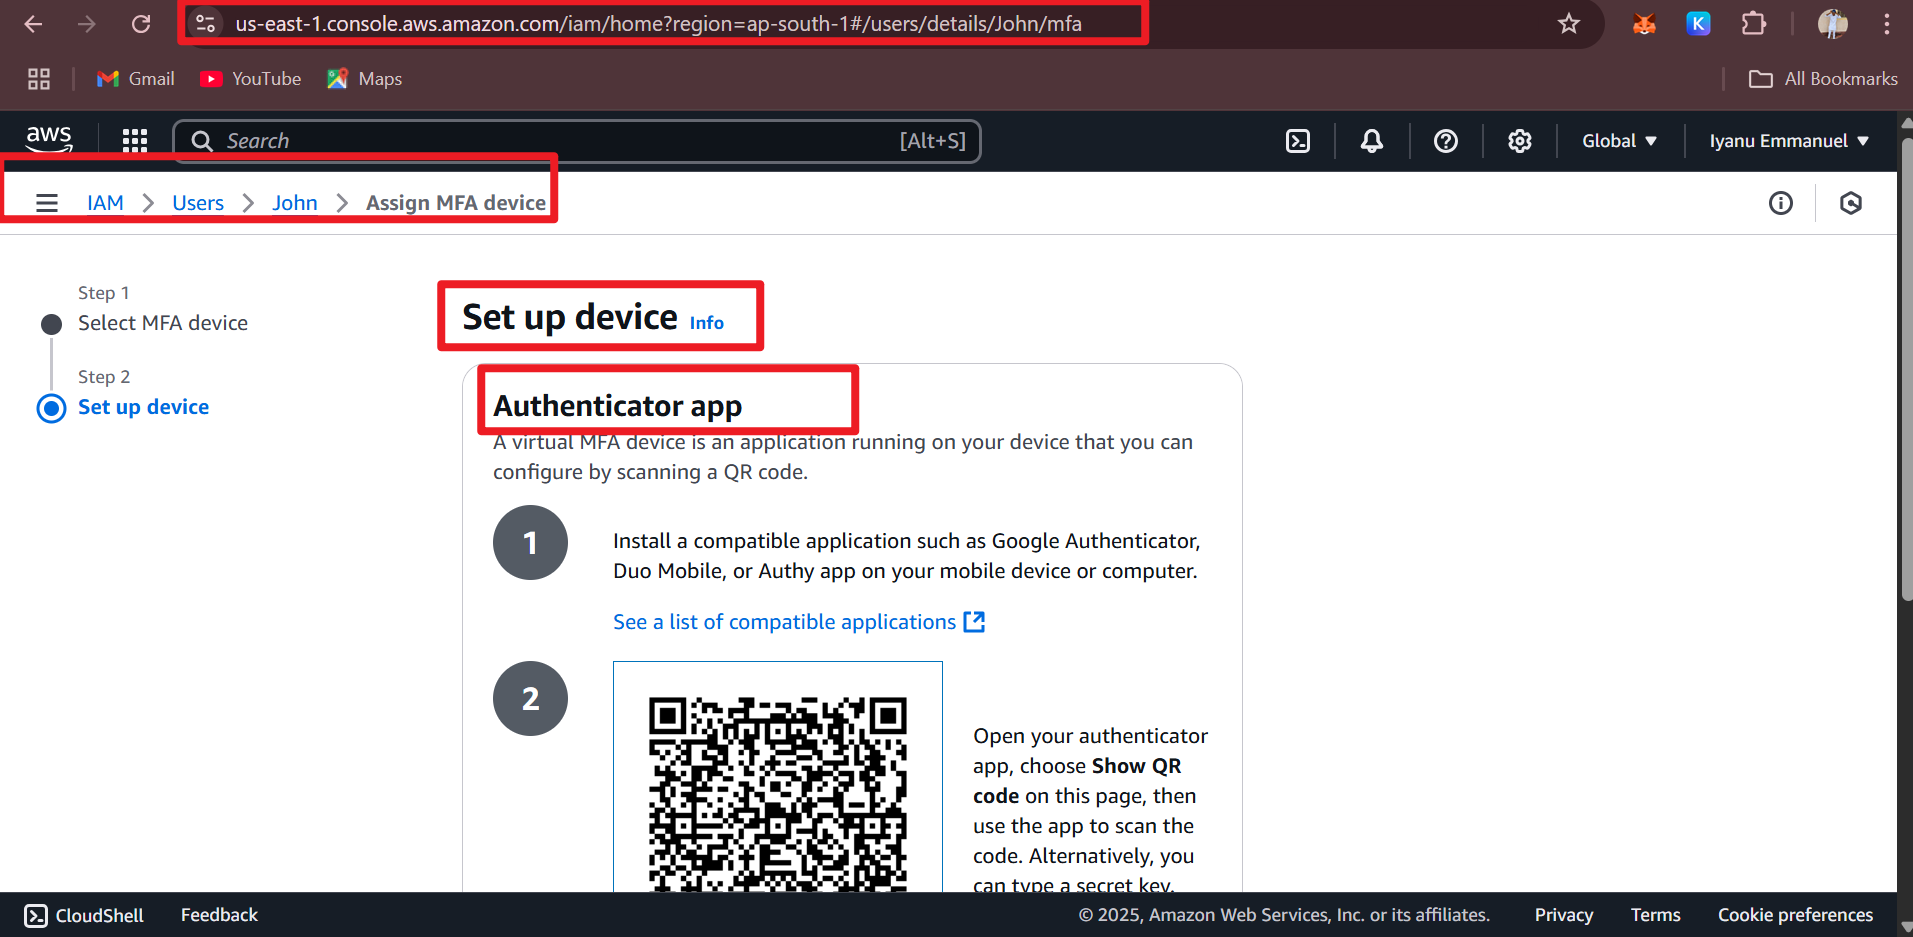 us-east-1.console.aws.amazon.com/iam/home?region=ap-south-1#/users/details/John/mfa
Gmail
YouTube
Maps
All Bookmarks
aws
Search
[Alt+S]
Global
Iyanu Emmanuel
IAM
Users
John
Assign MFA device
Step 1
Select MFA device
Step 2
Set up device
Set up device Info
Authenticator app
A virtual MFA device is an application running on your device that you can
configure by scanning a QR code.
1
Install a compatible application such as Google Authenticator,
Duo Mobile, or Authy app on your mobile device or computer.
See a list of compatible applications
2
Open your authenticator
app, choose Show QR
code on this page, then
use the app to scan the
code. Alternatively, you
can type a secret key.
CloudShell
Feedback
© 2025, Amazon Web Services, Inc. or its affiliates.
Privacy
Terms
Cookie preferences